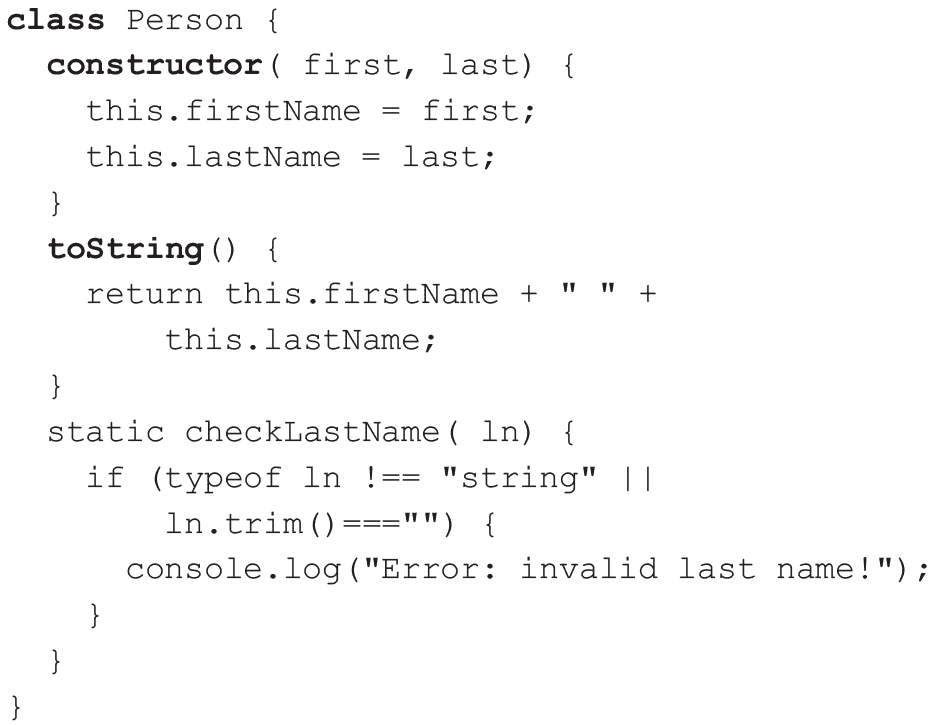 class Person {
  constructor( first, last) {
    this.firstName = first;
    this.lastName = last;
  }
  toString() {
    return this.firstName + " " +
        this.lastName;
  }
  static checkLastName( ln) {
    if (typeof ln !== "string" ||
        ln.trim()==="") {
      console.log("Error: invalid last name!");
    }
  }
}